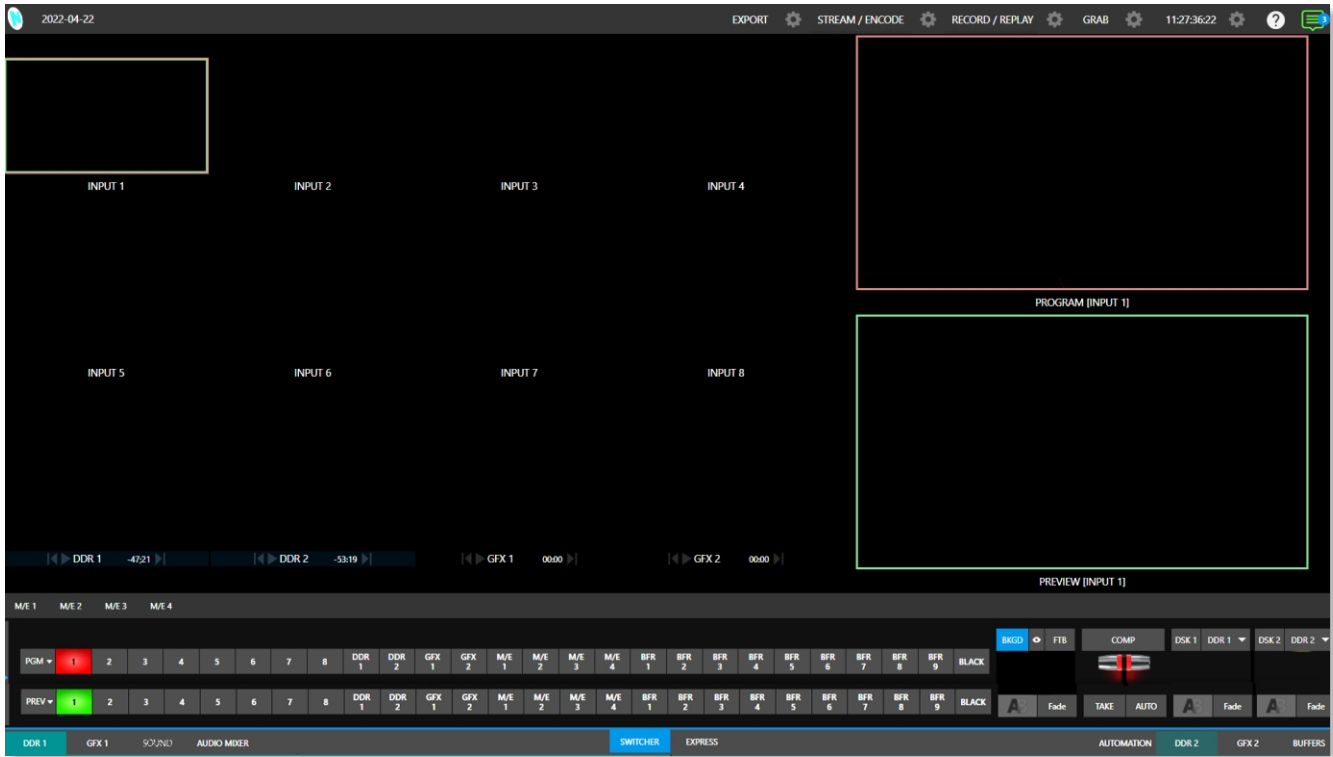 2022-04-22 EXPORT STREAM / ENCODE RECORD / REPLAY GRAB 11:27:36:22 ? 3
INPUT 1 INPUT 2 INPUT 3 INPUT 4
PROGRAM [INPUT 1]
INPUT 5 INPUT 6 INPUT 7 INPUT 8
DDR 1 -47;21 DDR 2 -53:19 GFX 1 00:00 GFX 2 00:00
PREVIEW [INPUT 1]
M/E 1 M/E 2 M/E 3 M/E 4
BKGD FTB COMP DSK 1 DDR 1 DSK 2 DDR 2
PGM 1 2 3 4 5 6 7 8 DDR 1 DDR 2 GFX 1 GFX 2 M/E 1 M/E 2 M/E 3 M/E 4 BFR 1 BFR 2 BFR 3 BFR 4 BFR 5 BFR 6 BFR 7 BFR 8 BFR 9 BLACK
PREV 1 2 3 4 5 6 7 8 DDR 1 DDR 2 GFX 1 GFX 2 M/E 1 M/E 2 M/E 3 M/E 4 BFR 1 BFR 2 BFR 3 BFR 4 BFR 5 BFR 6 BFR 7 BFR 8 BFR 9 BLACK AB Fade TAKE AUTO AB Fade AB Fade
DDR 1 GFX 1 SOUND AUDIO MIXER SWITCHER EXPRESS AUTOMATION DDR 2 GFX 2 BUFFERS